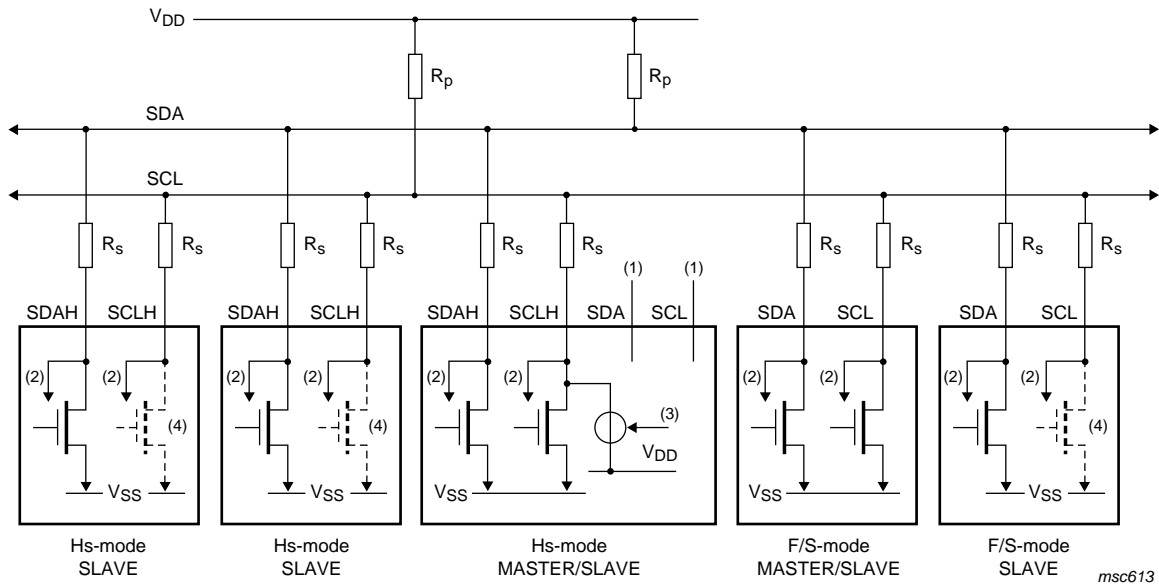 VDD
Rp Rp
SDA
SCL
Rs Rs Rs Rs Rs Rs Rs Rs Rs Rs
(1) (1)
SDAH SCLH SDAH SCLH SDAH SCLH SDA SCL SDA SCL SDA SCL
(2) (2) (2) (2) (2) (2) (2) (2) (2) (2)
(4) (4) (3) (4)
VDD
VSS VSS VSS VSS VSS
Hs-mode Hs-mode Hs-mode F/S-mode F/S-mode
SLAVE SLAVE MASTER/SLAVE MASTER/SLAVE SLAVE
msc613